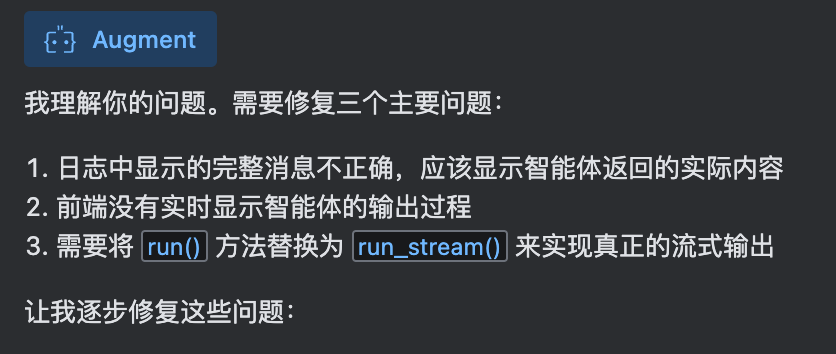 Augment
我理解你的问题。需要修复三个主要问题：
1. 日志中显示的完整消息不正确，应该显示智能体返回的实际内容
2. 前端没有实时显示智能体的输出过程
3. 需要将 run() 方法替换为 run_stream() 来实现真正的流式输出
让我逐步修复这些问题：